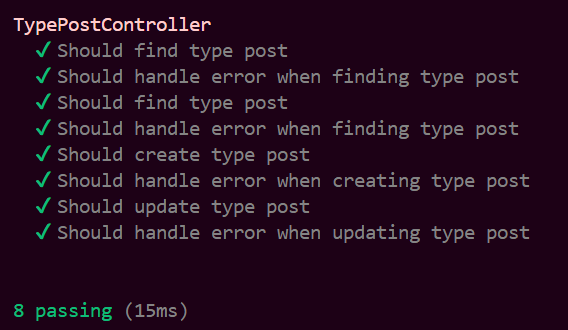 TypePostController
✓ Should find type post
✓ Should handle error when finding type post
✓ Should find type post
✓ Should handle error when finding type post
✓ Should create type post
✓ Should handle error when creating type post
✓ Should update type post
✓ Should handle error when updating type post
8 passing (15ms)